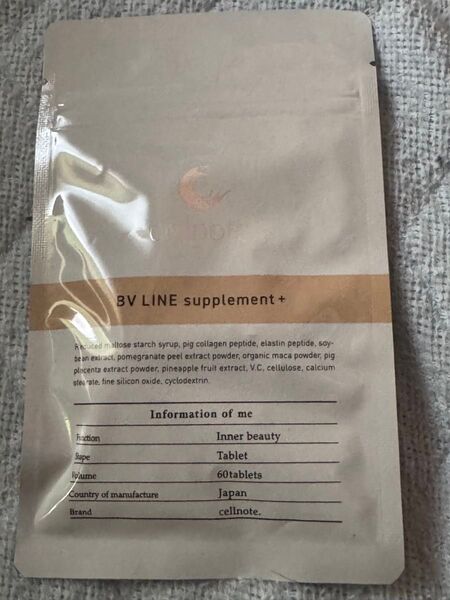 BV LINE supplement +
Reduced maltose starch syrup, pig collagen peptide, elastin peptide, soy-
bean extract, pomegranate peel extract powder, organic maca powder, pig
placenta extract powder, pineapple fruit extract, V.C, cellulose, calcium
stearate, fine silicon oxide, cyclodextrin.
Information of me
Function Inner beauty
Shape Tablet
Volume 60tablets
Country of manufacture Japan
Brand cellnote.